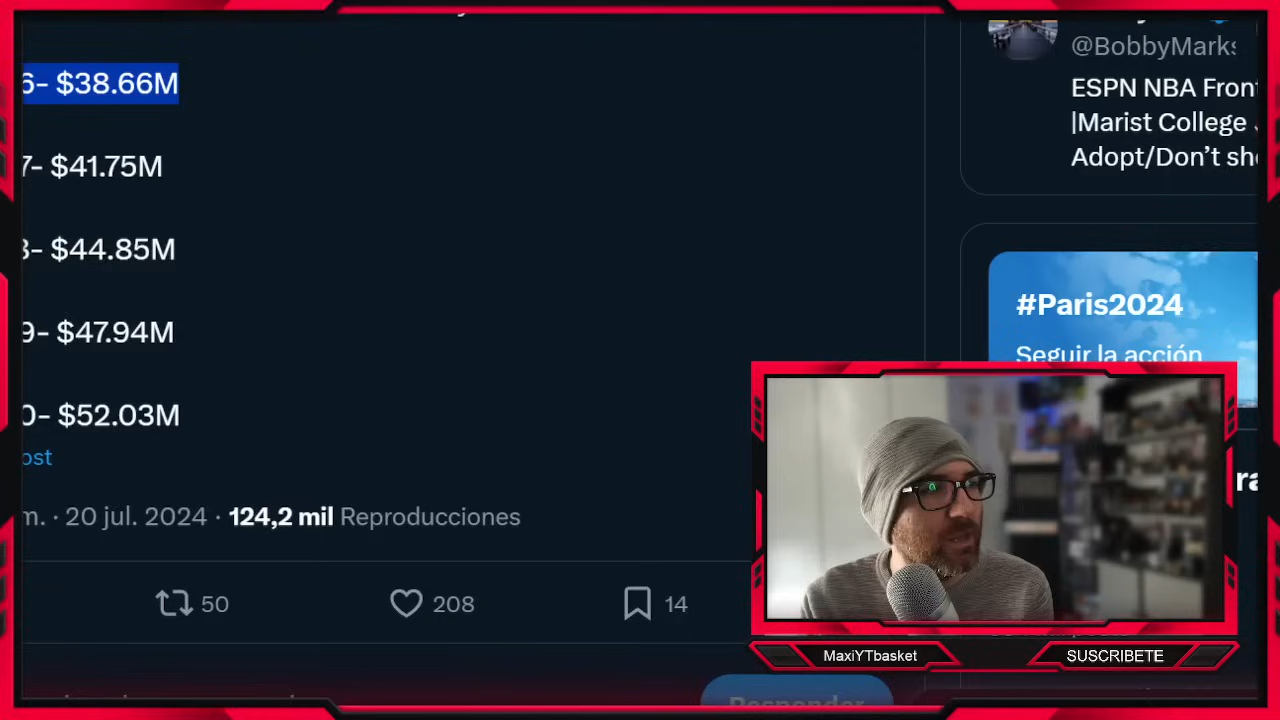 @BobbyMarks
6- $38.66M
ESPN NBA Front
|Marist College
7- $41.75M
Adopt/Don't sho
3- $44.85M
#Paris2024
9- $47.94M
Seguir la acción
0- $52.03M
ost
m. · 20 jul. 2024 · 124,2 mil Reproducciones
50
208
14
MaxiYTbasket
SUSCRIBETE
Responder